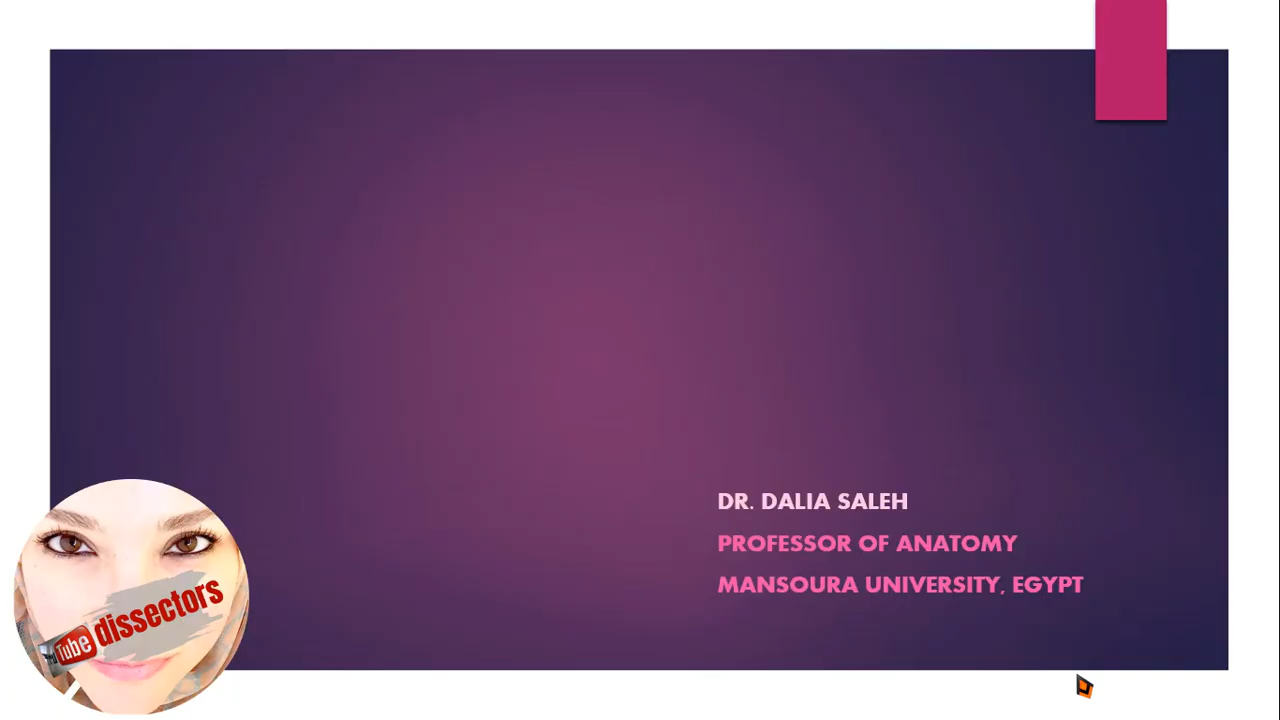 DR. DALIA SALEH
PROFESSOR OF ANATOMY
MANSOURA UNIVERSITY, EGYPT
Tube dissectors